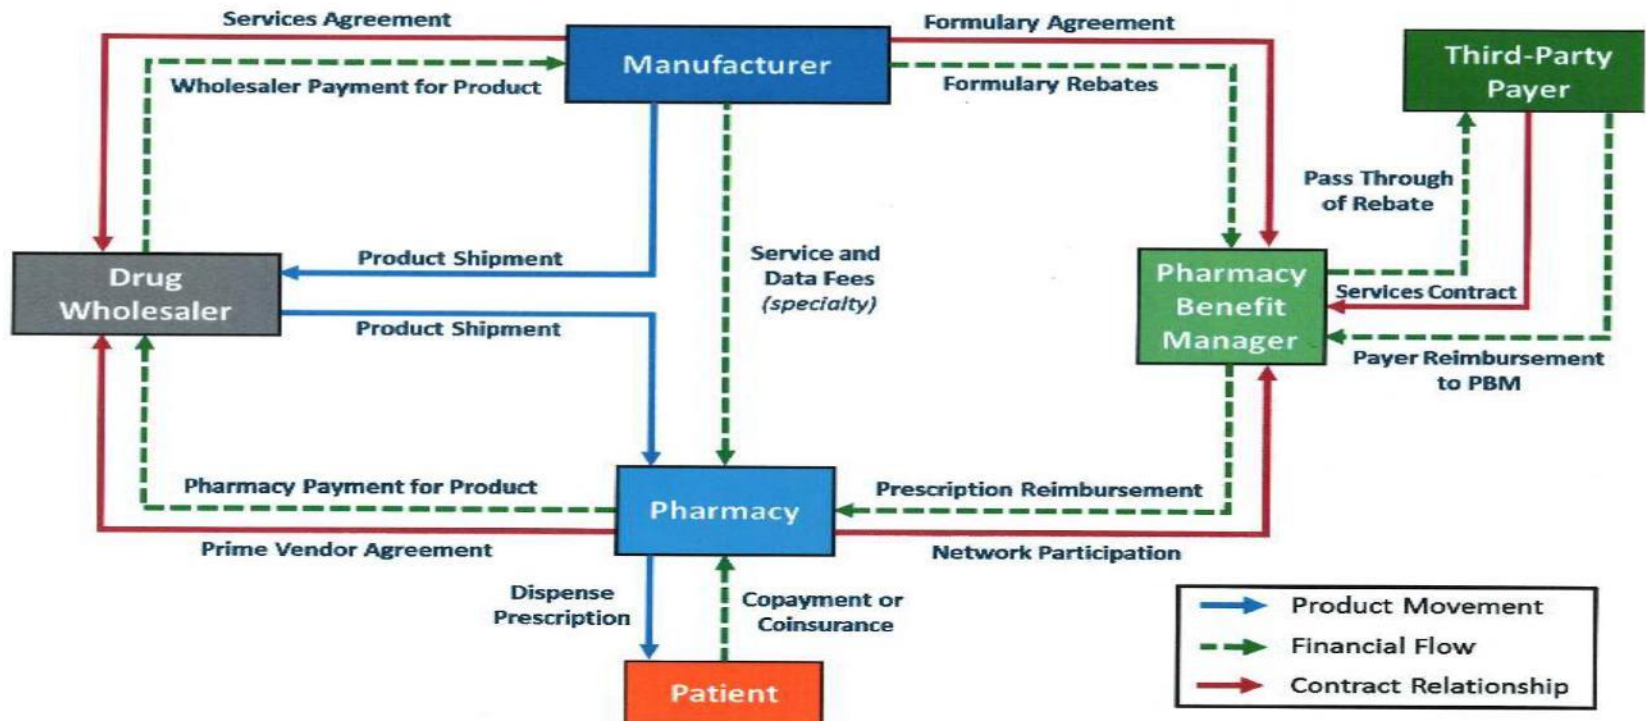 Services Agreement
Formulary Agreement
Manufacturer
Third-Party
Payer
Wholesaler Payment for Product
Formulary Rebates
Pass Through
of Rebate
Product Shipment
Service and
Data Fees
(specialty)
Drug
Wholesaler
Pharmacy
Benefit
Manager
Services Contract
Product Shipment
Payer Reimbursement
to PBM
Pharmacy Payment for Product
Prescription Reimbursement
Pharmacy
Prime Vendor Agreement
Network Participation
Dispense
Prescription
Copayment or
Coinsurance
Patient
Product Movement
Financial Flow
Contract Relationship